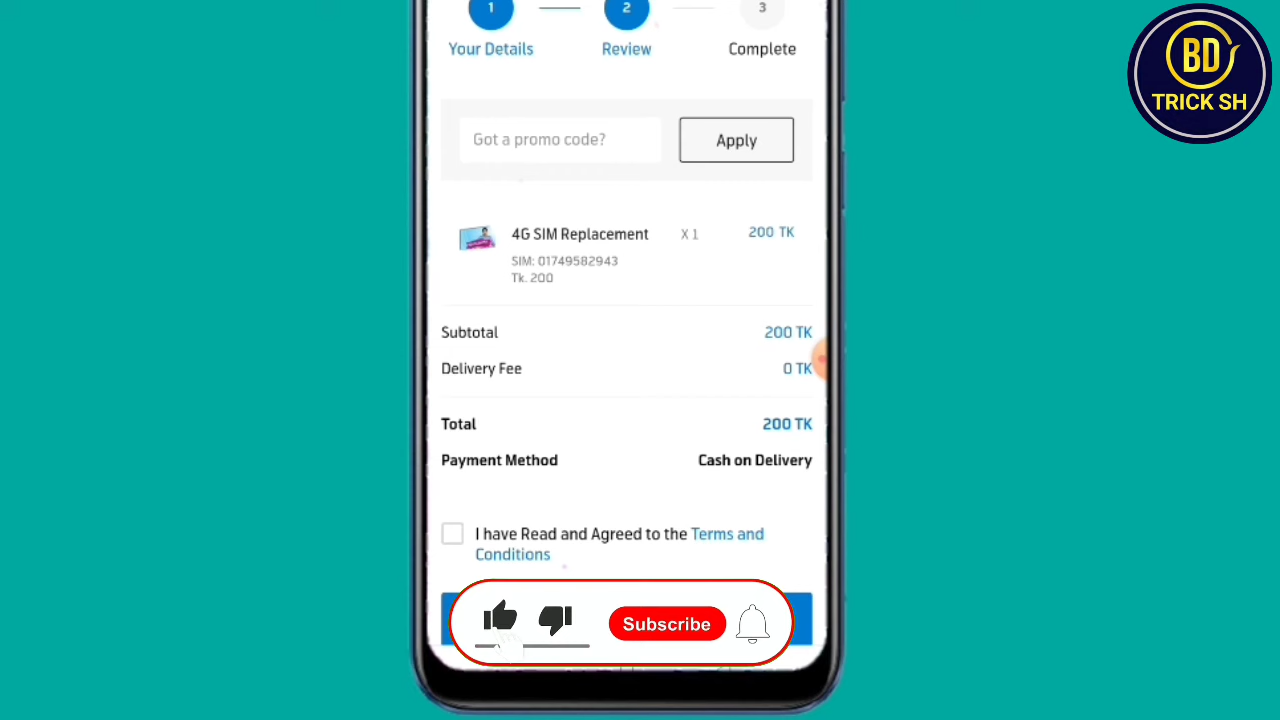 1
2
3
Your Details
Review
Complete
Got a promo code?
Apply
4G SIM Replacement
X 1
200 TK
SIM: 01749582943
Tk. 200
Subtotal
200 TK
Delivery Fee
0 TK
Total
200 TK
Payment Method
Cash on Delivery
I have Read and Agreed to the Terms and
Conditions
Subscribe
BD
TRICK SH